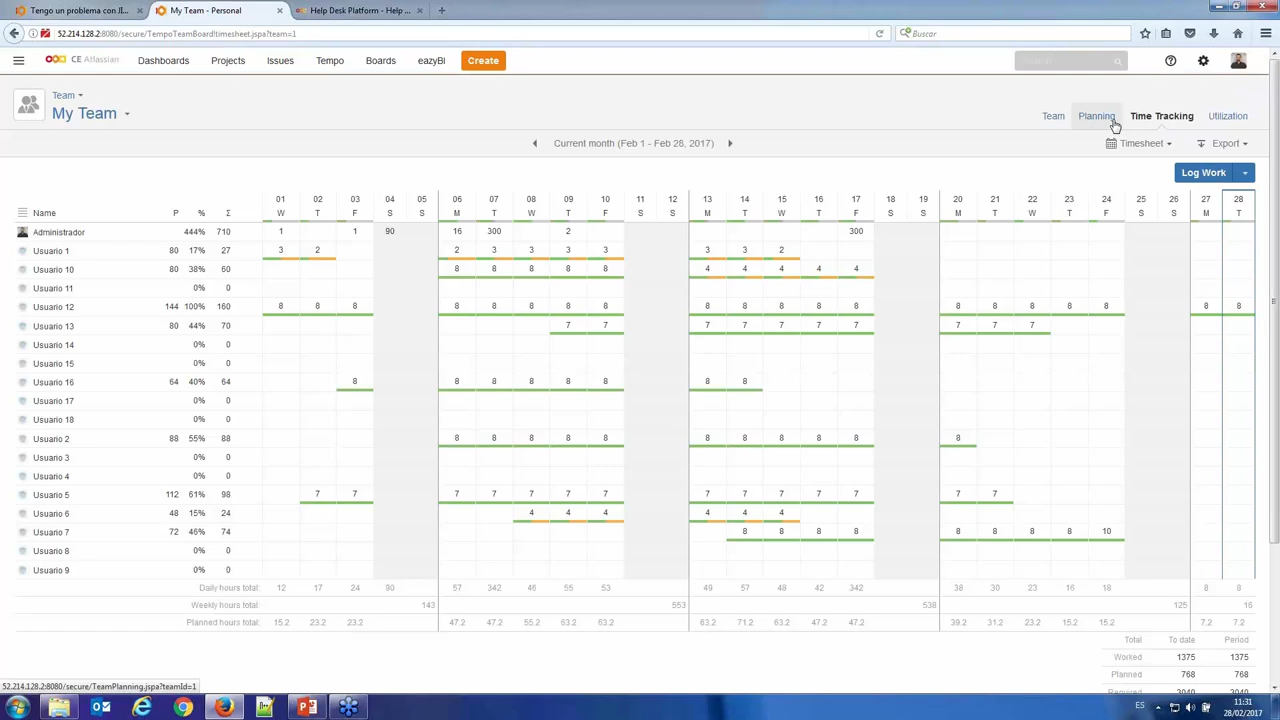 Tengo un problema con JI...
My Team - Personal
Help Desk Platform - Help ...
52.214.128.2:8080/secure/TempoTeamBoard!timesheet.jspa?team=1
Buscar
CE Atlassian Dashboards Projects Issues Tempo Boards eazyBI Create
Team
My Team
Team Planning Time Tracking Utilization
Current month (Feb 1 - Feb 28, 2017) Timesheet Export
Log Work
01 02 03 04 05 06 07 08 09 10 11 12 13 14 15 16 17 18 19 20 21 22 23 24 25 26 27 28
Name P % Σ W T F S S M T W T F S S M T W T F S S M T W T F S S M T
Administrador 444% 710 1 1 90 16 300 2 300
Usuario 1 80 17% 27 3 2 2 3 3 3 3 3 3 2
Usuario 10 80 38% 60 8 8 8 8 8 4 4 4 4 4
Usuario 11 0% 0
Usuario 12 144 100% 160 8 8 8 8 8 8 8 8 8 8 8 8 8 8 8 8 8 8 8 8
Usuario 13 80 44% 70 7 7 7 7 7 7 7 7 7 7
Usuario 14 0% 0
Usuario 15 0% 0
Usuario 16 64 40% 64 8 8 8 8 8 8 8 8
Usuario 17 0% 0
Usuario 18 0% 0
Usuario 2 88 55% 88 8 8 8 8 8 8 8 8 8 8 8
Usuario 3 0% 0
Usuario 4 0% 0
Usuario 5 112 61% 98 7 7 7 7 7 7 7 7 7 7 7 7 7 7
Usuario 6 48 15% 24 4 4 4 4 4 4
Usuario 7 72 46% 74 8 8 8 8 8 8 8 8 10
Usuario 8 0% 0
Usuario 9 0% 0
Daily hours total: 12 17 24 90 57 342 46 55 53 49 57 48 42 342 38 30 23 16 18 8 8
Weekly hours total: 143 553 538 125 16
Planned hours total: 15.2 23.2 23.2 47.2 47.2 55.2 63.2 63.2 63.2 71.2 63.2 47.2 47.2 39.2 31.2 23.2 15.2 15.2 7.2 7.2
Total To date Period
Worked 1375 1375
Planned 768 768
Required 3040 3040
52.214.128.2:8080/secure/TeamPlanning.jspa?teamId=1
ES
11:31
28/02/2017